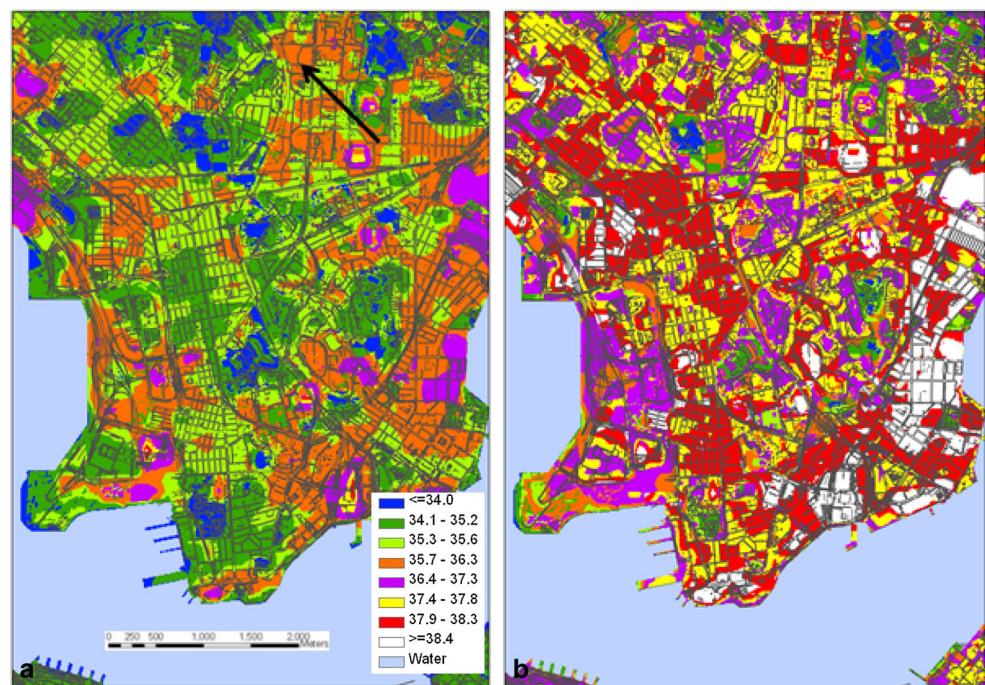 <=34.0
34.1 - 35.2
35.3 - 35.6
35.7 - 36.3
36.4 - 37.3
37.4 - 37.8
37.9 - 38.3
>=38.4
Water
0 250 500 1,000 1,500 2,000
Meters
a
b